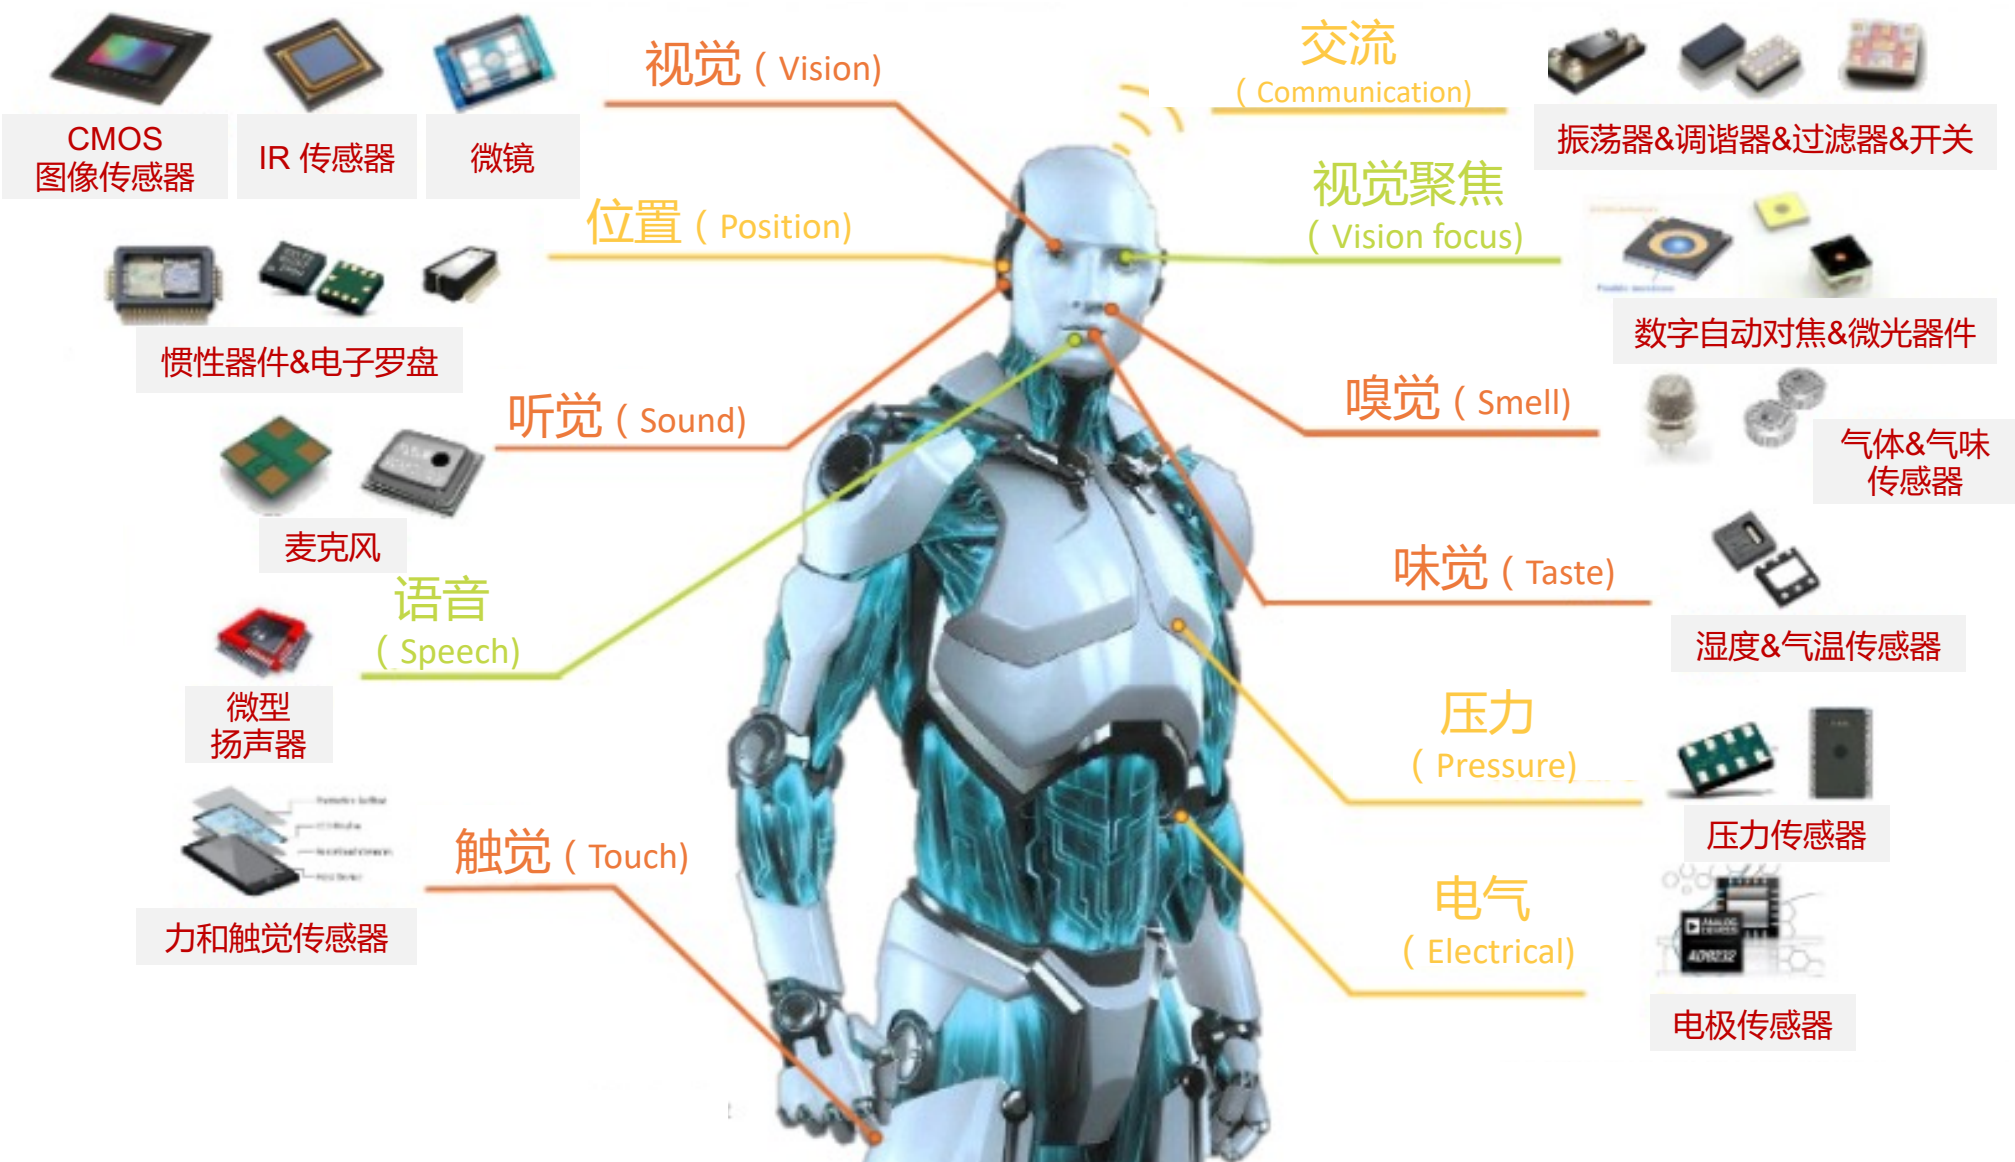 视觉（Vision)
CMOS
图像传感器
IR 传感器
微镜
位置（Position)
惯性器件&电子罗盘
听觉（Sound)
麦克风
语音
（Speech)
微型
扬声器
触觉（Touch)
力和触觉传感器
交流
（Communication)
振荡器&调谐器&过滤器&开关
视觉聚焦
（Vision focus)
数字自动对焦&微光器件
嗅觉（Smell)
气体&气味
传感器
味觉（Taste)
湿度&气温传感器
压力
（Pressure)
压力传感器
电气
（Electrical)
ANALOG
DEVICES
AD8232
电极传感器